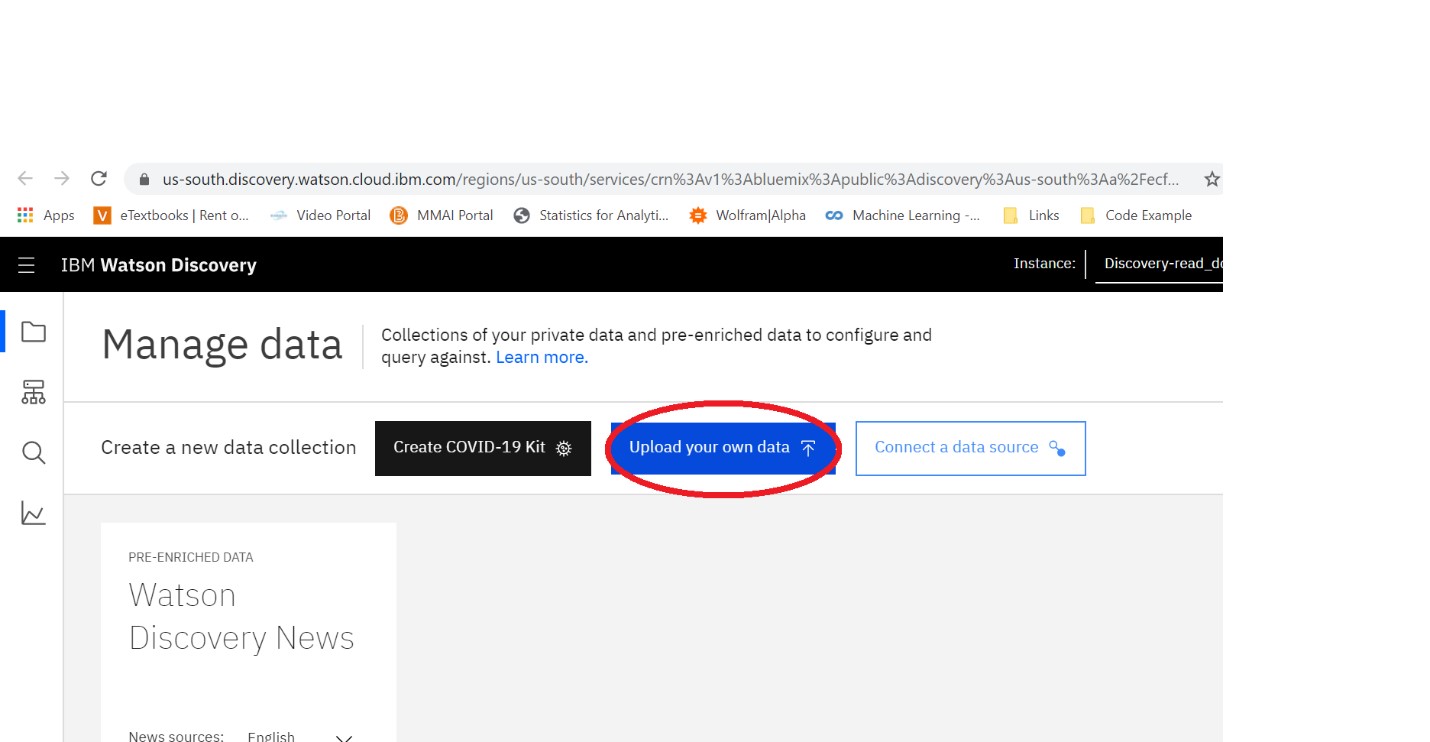 us-south.discovery.watson.cloud.ibm.com/regions/us-south/services/crn%3Av1%3Abluemix%3Apublic%3Adiscovery%3Aus-south%3Aa%2Fecf...
Apps eTextbooks | Rent o... Video Portal MMAI Portal Statistics for Analyti... Wolfram|Alpha Machine Learning -... Links Code Example
IBM Watson Discovery Instance: Discovery-read_do
Manage data Collections of your private data and pre-enriched data to configure and
query against. Learn more.
Create a new data collection Create COVID-19 Kit Upload your own data Connect a data source
PRE-ENRICHED DATA
Watson
Discovery News
News sources: English